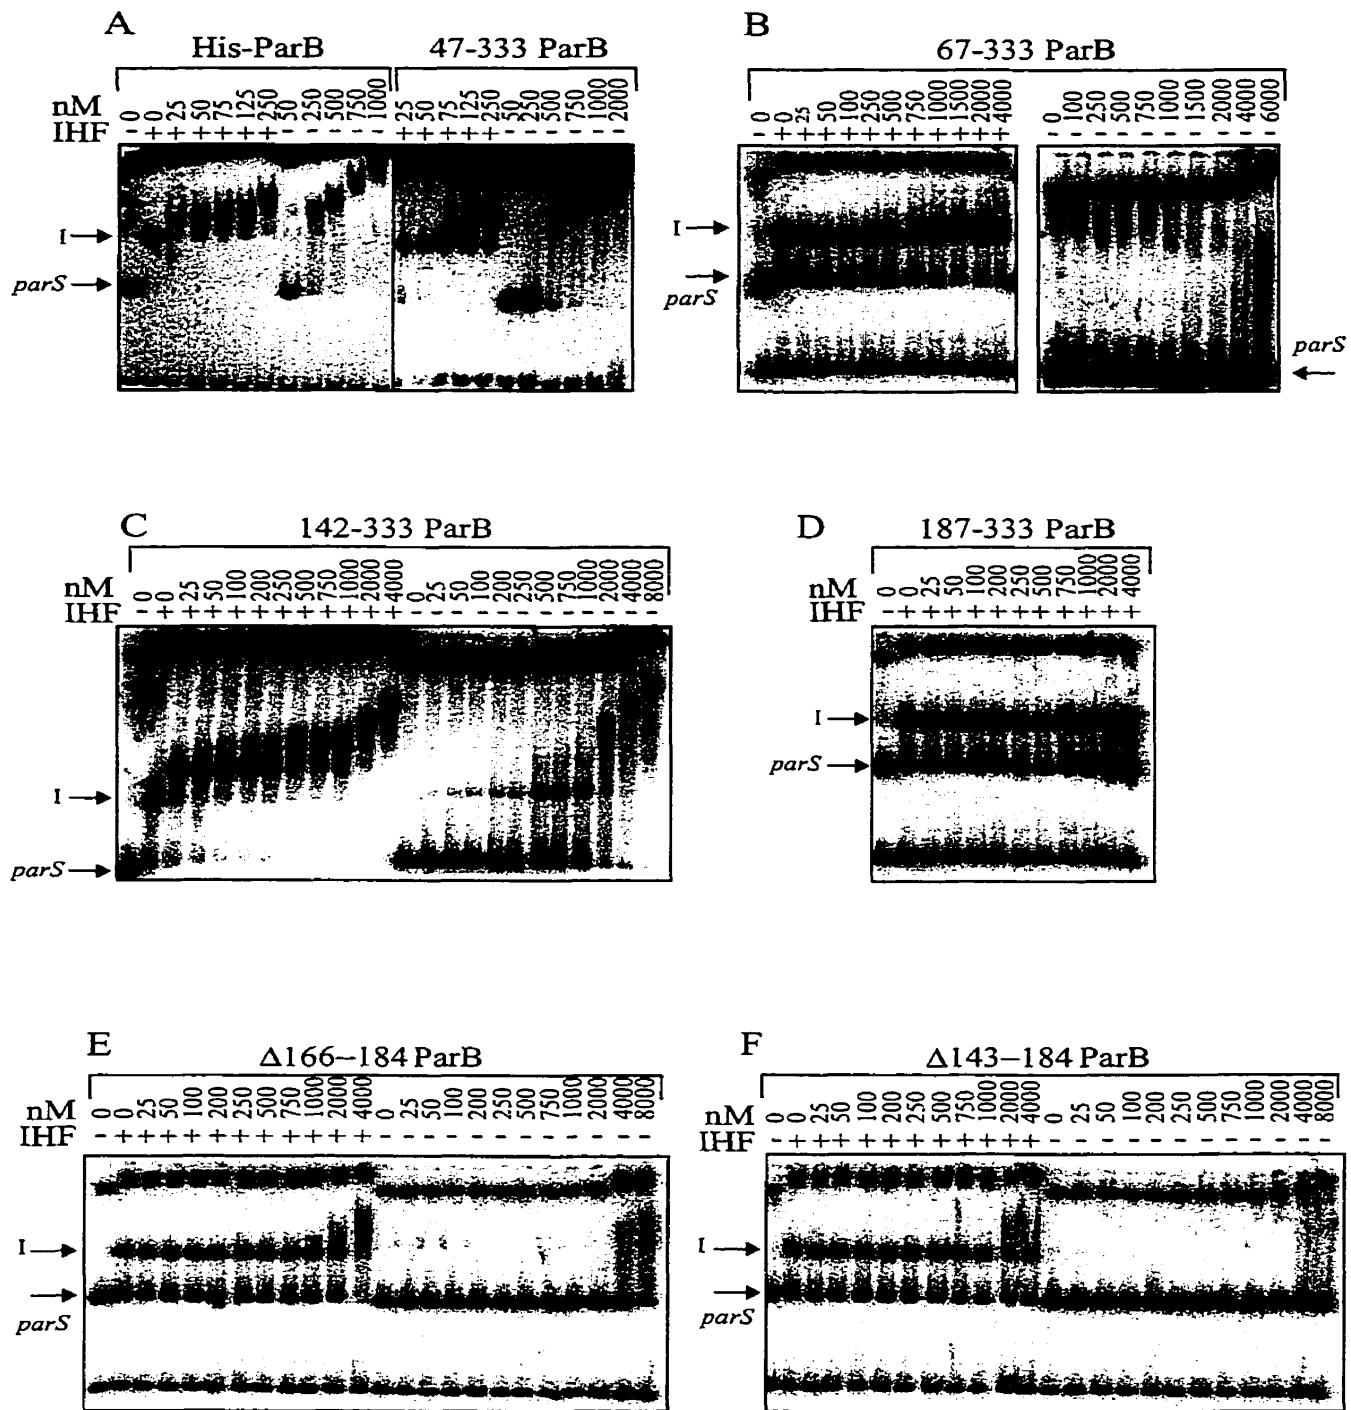 A
B
His-ParB 47-333 ParB
67-333 ParB
nM 0 0 25 50 75 125 250 50 250 500 750 1000 25 50 75 125 250 50 250 500 750 1000 2000
IHF - + + + + + + - - - - - + + + + + - - - - - -
0 0 25 50 100 250 500 750 1000 1500 2000 4000 0 100 250 500 750 1000 1500 2000 4000 6000
- + + + + + + + + + + + - - - - - - - - - -
I
parS
I
parS
parS
C
142-333 ParB
D
187-333 ParB
nM 0 0 25 50 100 200 250 500 750 1000 2000 4000 0 25 50 100 200 250 500 750 1000 2000 4000 8000
IHF - + + + + + + + + + + + - - - - - - - - - - - -
nM 0 0 25 50 100 200 250 500 750 1000 2000 4000
IHF - + + + + + + + + + + +
I
parS
I
parS
E
Δ166-184 ParB
F
Δ143-184 ParB
nM 0 0 25 50 100 200 250 500 750 1000 2000 4000 0 25 50 100 200 250 500 750 1000 2000 4000 8000
IHF - + + + + + + + + + + + - - - - - - - - - - - -
nM 0 0 25 50 100 200 250 500 750 1000 2000 4000 0 25 50 100 200 250 500 750 1000 2000 4000 8000
IHF - + + + + + + + + + + + - - - - - - - - - - - -
I
parS
I
parS